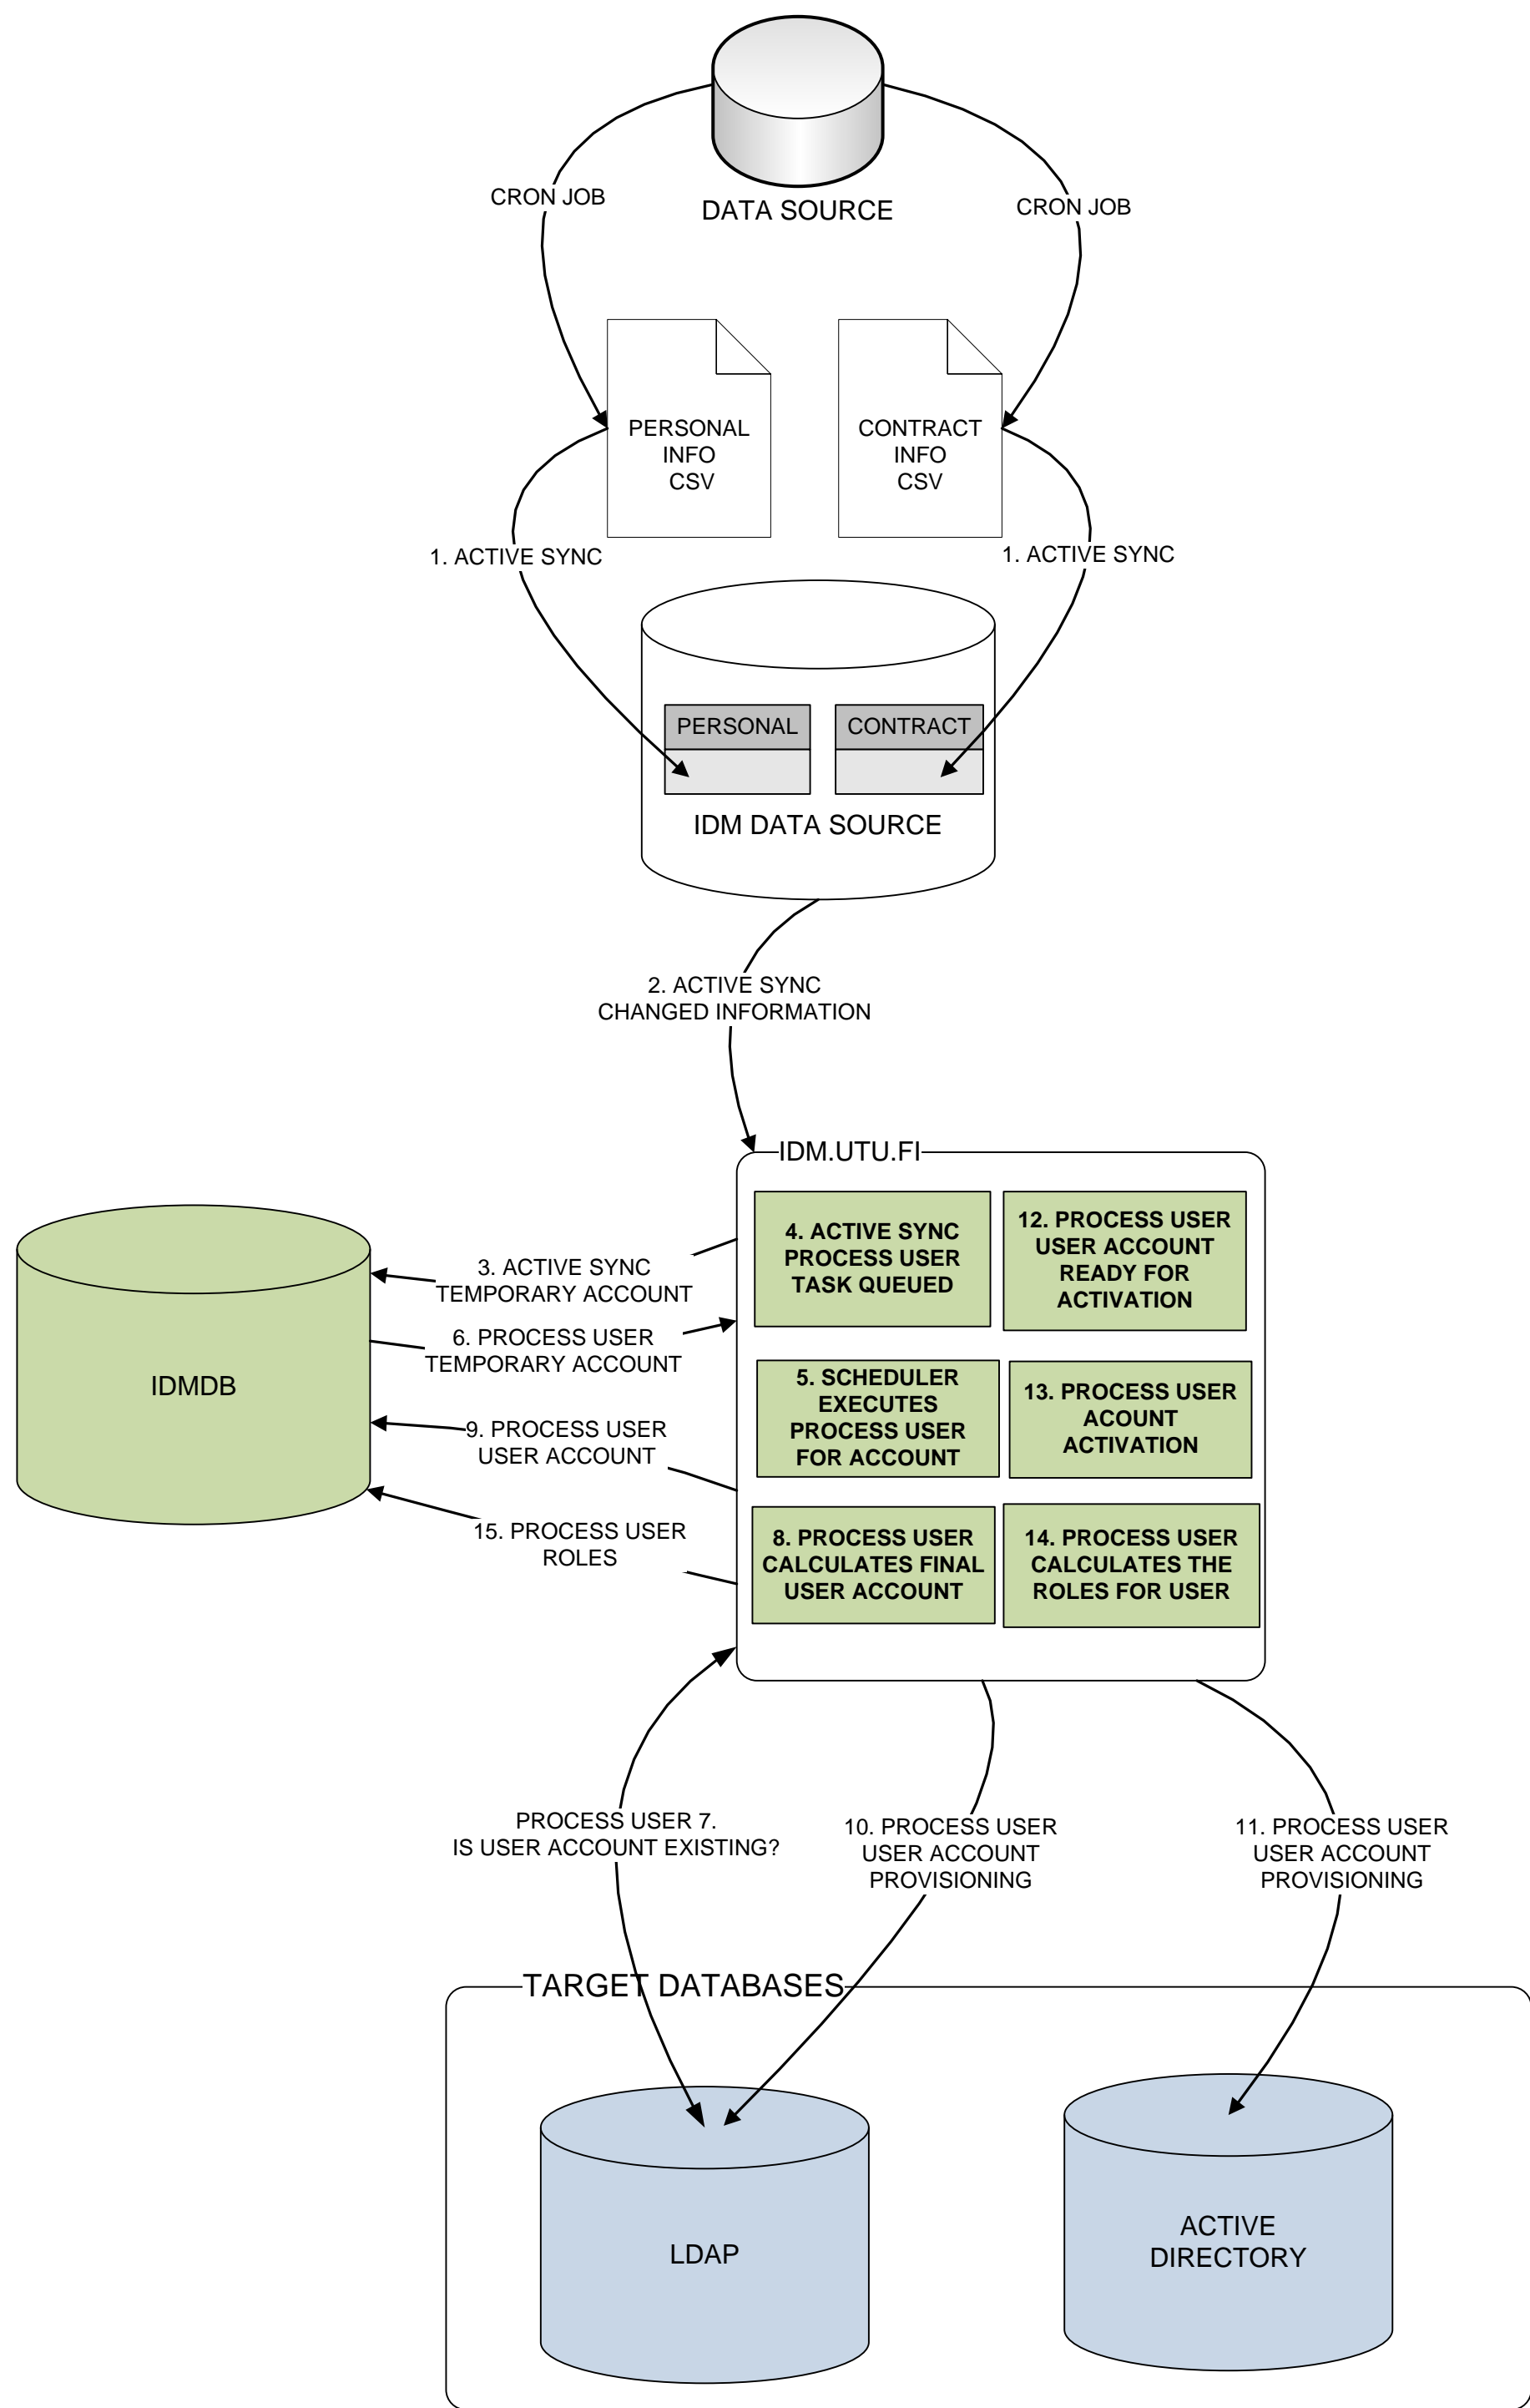 DATA SOURCE
CRON JOB
CRON JOB
PERSONAL
INFO
CSV
CONTRACT
INFO
CSV
1. ACTIVE SYNC
1. ACTIVE SYNC
PERSONAL
CONTRACT
IDM DATA SOURCE
2. ACTIVE SYNC
CHANGED INFORMATION
IDM.UTU.FI
IDMDB
3. ACTIVE SYNC
TEMPORARY ACCOUNT
6. PROCESS USER
TEMPORARY ACCOUNT
9. PROCESS USER
USER ACCOUNT
15. PROCESS USER
ROLES
4. ACTIVE SYNC
PROCESS USER
TASK QUEUED
12. PROCESS USER
USER ACCOUNT
READY FOR
ACTIVATION
5. SCHEDULER
EXECUTES
PROCESS USER
FOR ACCOUNT
13. PROCESS USER
ACOUNT
ACTIVATION
8. PROCESS USER
CALCULATES FINAL
USER ACCOUNT
14. PROCESS USER
CALCULATES THE
ROLES FOR USER
PROCESS USER 7.
IS USER ACCOUNT EXISTING?
10. PROCESS USER
USER ACCOUNT
PROVISIONING
11. PROCESS USER
USER ACCOUNT
PROVISIONING
TARGET DATABASES
LDAP
ACTIVE
DIRECTORY